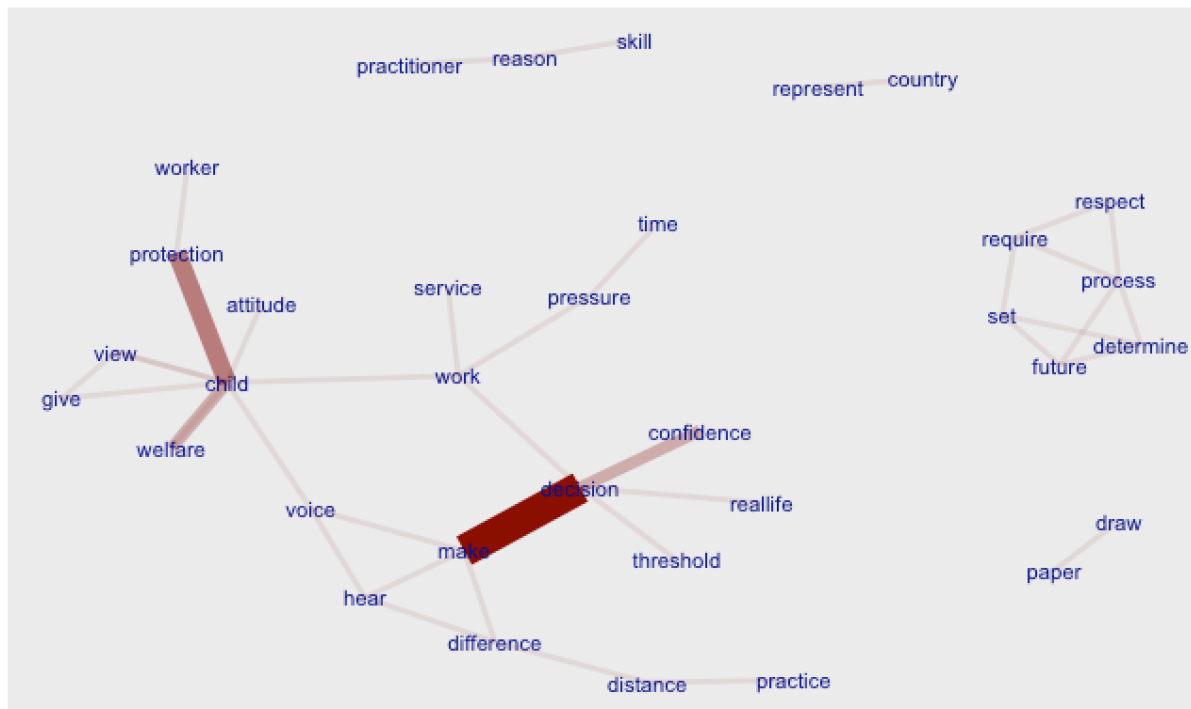 skill
reason
practitioner
country
represent
worker
respect
time
require
protection
process
service
pressure
attitude
set
determine
view
future
work
child
give
confidence
welfare
decision
reallife
voice
draw
make
threshold
paper
hear
difference
practice
distance